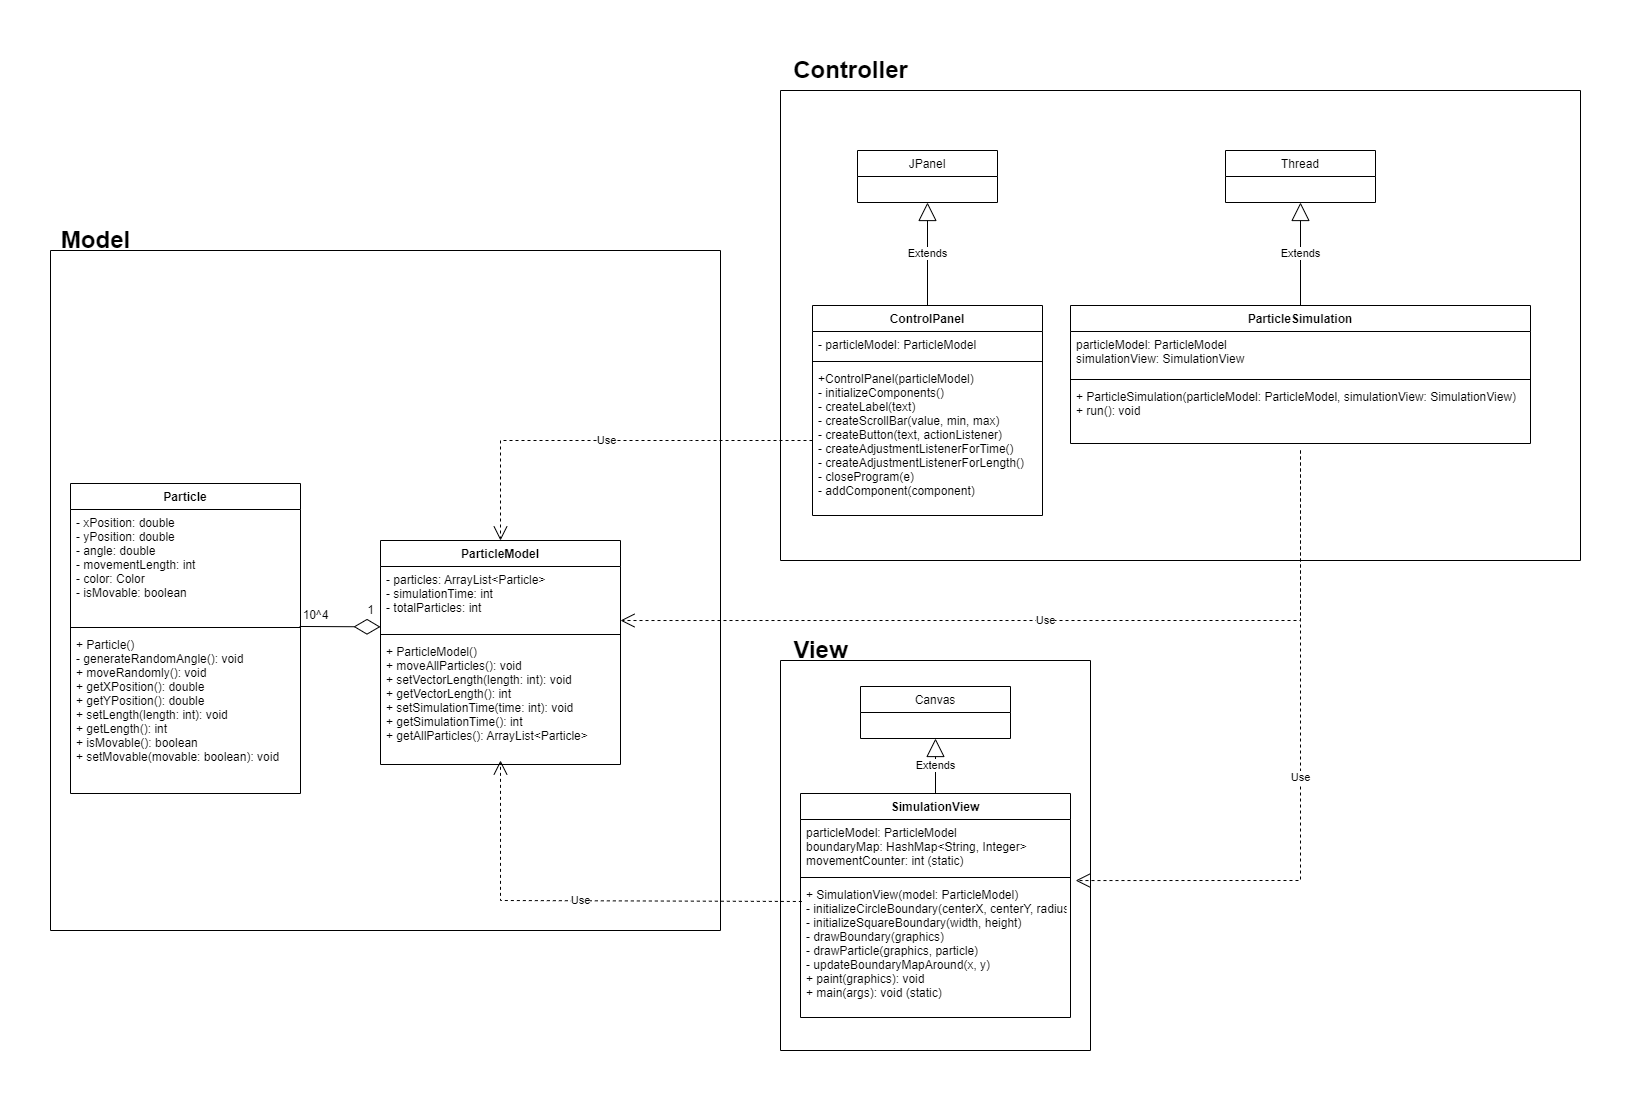 Controller
JPanel
Extends
ControlPanel
- particleModel: ParticleModel
+ControlPanel(particleModel)
- initializeComponents()
- createLabel(text)
- createScrollBar(value, min, max)
- createButton(text, actionListener)
- createAdjustmentListenerForTime()
- createAdjustmentListenerForLength()
- closeProgram(e)
- addComponent(component)
Thread
Extends
ParticleSimulation
particleModel: ParticleModel
simulationView: SimulationView
+ ParticleSimulation(particleModel: ParticleModel, simulationView: SimulationView)
+ run(): void
Model
Use
Particle
- xPosition: double
- yPosition: double
- angle: double
- movementLength: int
- color: Color
- isMovable: boolean
+ Particle()
- generateRandomAngle(): void
+ moveRandomly(): void
+ getXPosition(): double
+ getYPosition(): double
+ setLength(length: int): void
+ getLength(): int
+ isMovable(): boolean
+ setMovable(movable: boolean): void
10^4
1
ParticleModel
- particles: ArrayList<Particle>
- simulationTime: int
- totalParticles: int
+ ParticleModel()
+ moveAllParticles(): void
+ setVectorLength(length: int): void
+ getVectorLength(): int
+ setSimulationTime(time: int): void
+ getSimulationTime(): int
+ getAllParticles(): ArrayList<Particle>
Use
View
Canvas
Extends
Use
SimulationView
particleModel: ParticleModel
boundaryMap: HashMap<String, Integer>
movementCounter: int (static)
+ SimulationView(model: ParticleModel)
- initializeCircleBoundary(centerX, centerY, radius
- initializeSquareBoundary(width, height)
- drawBoundary(graphics)
- drawParticle(graphics, particle)
- updateBoundaryMapAround(x, y)
+ paint(graphics): void
+ main(args): void (static)
Use